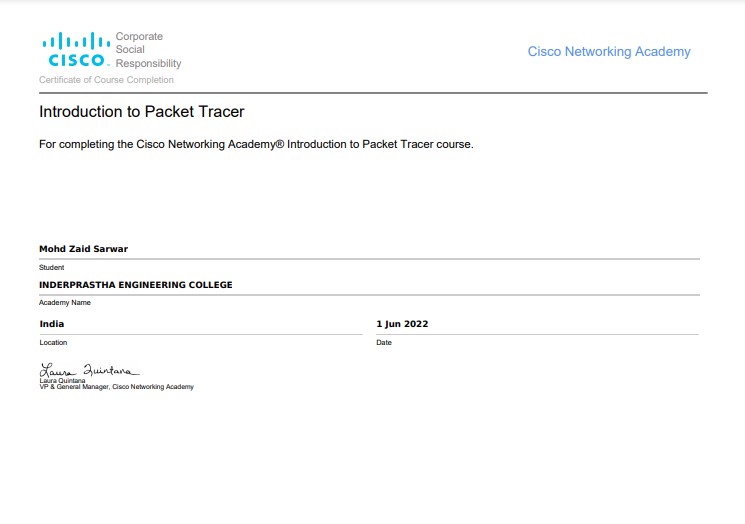 Corporate
Social
Responsibility
CISCO.
Cisco Networking Academy
Certificate of Course Completion
Introduction to Packet Tracer
For completing the Cisco Networking Academy® Introduction to Packet Tracer course.
Mohd Zaid Sarwar
Student
INDERPRASTHA ENGINEERING COLLEGE
Academy Name
India
1 Jun 2022
Location
Date
Laura Quintana
Laura Quintana
VP & General Manager, Cisco Networking Academy